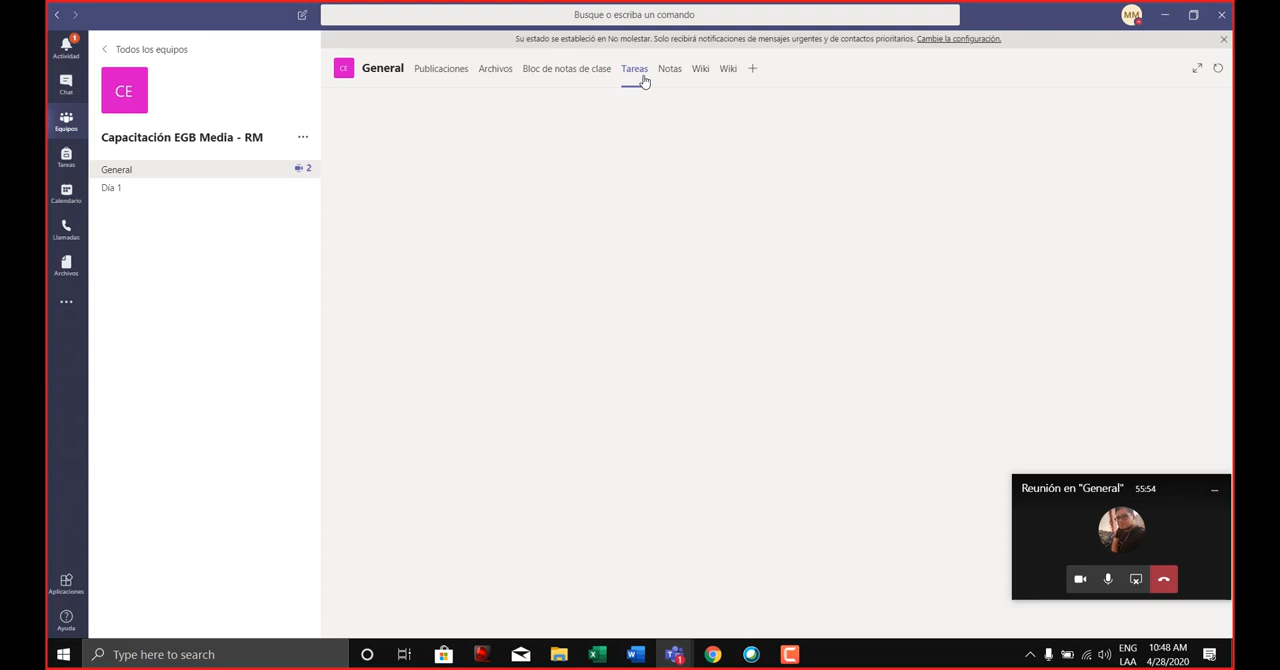 Busque o escriba un comando
MM
Su estado se estableció en No molestar. Solo recibirá notificaciones de mensajes urgentes y de contactos prioritarios. Cambie la configuración.
1
Actividad
Chat
Equipos
Tareas
Calendario
Llamadas
Archivos
Aplicaciones
Ayuda
Todos los equipos
CE
Capacitación EGB Media - RM
General 2
Día 1
CE General Publicaciones Archivos Bloc de notas de clase Tareas Notas Wiki Wiki
Reunión en "General" 55:54
Type here to search
1
ENG
LAA
10:48 AM
4/28/2020